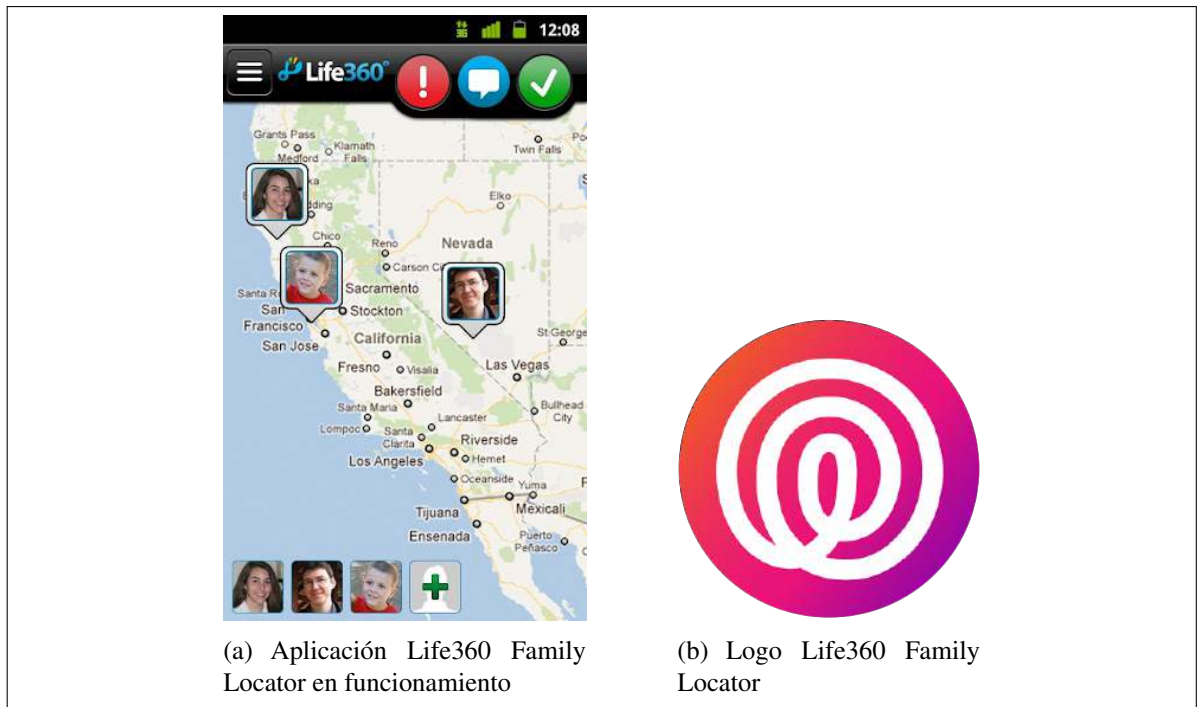 3G 12:08
Life360°
Grants Pass
Klamath
Medford Falls
Twin Falls
Elko
Chico
Reno
Nevada
Carson
Sacramento
San
Stockton
Francisco
St George
California
San Jose
Las Vegas
Fresno
Visalia
Bakersfield
Bullhead
City
Santa Maria
Lancaster
Lompoc
Santa
Clarita
Riverside
Los Angeles
Hemet
Oceanside
Yuma
Tijuana
Mexicali
Ensenada
Puerto
Peñasco
(a) Aplicación Life360 Family
Locator en funcionamiento
(b) Logo Life360 Family
Locator